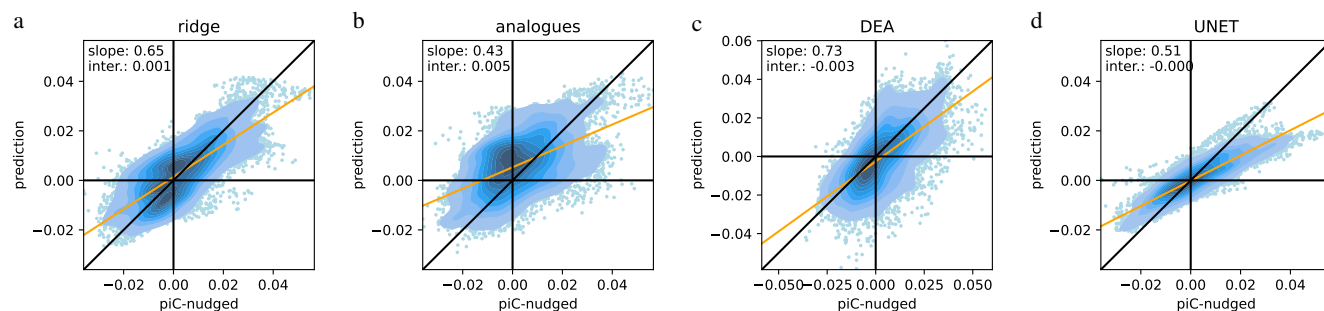 a
ridge
slope: 0.65
inter.: 0.001
0.04
0.02
0.00
−0.02
prediction
−0.02 0.00 0.02 0.04
piC-nudged
b
analogues
slope: 0.43
inter.: 0.005
0.04
0.02
0.00
−0.02
prediction
−0.02 0.00 0.02 0.04
piC-nudged
c
DEA
slope: 0.73
inter.: -0.003
0.06
0.04
0.02
0.00
−0.02
−0.04
prediction
−0.050 −0.025 0.000 0.025 0.050
piC-nudged
d
UNET
slope: 0.51
inter.: -0.000
0.04
0.02
0.00
−0.02
prediction
−0.02 0.00 0.02 0.04
piC-nudged